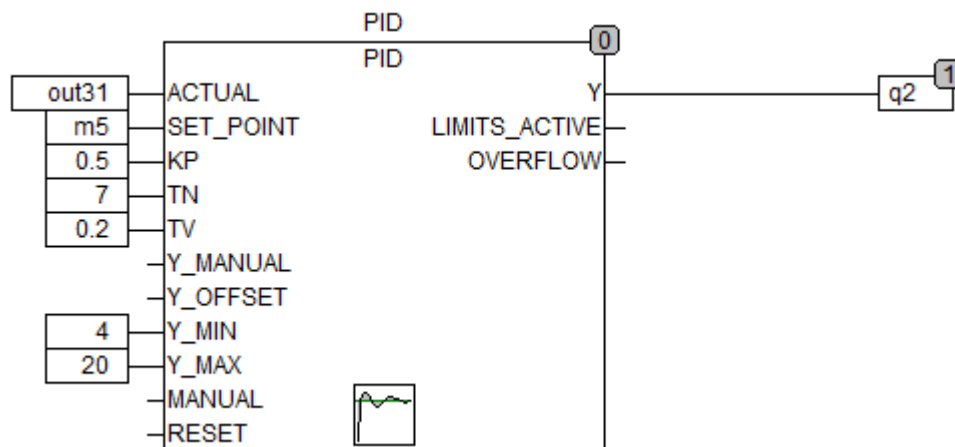 PID
0
PID
out31 ACTUAL Y q2 1
m5 SET_POINT LIMITS_ACTIVE
0.5 KP OVERFLOW
7 TN
0.2 TV
Y_MANUAL
Y_OFFSET
4 Y_MIN
20 Y_MAX
MANUAL
RESET